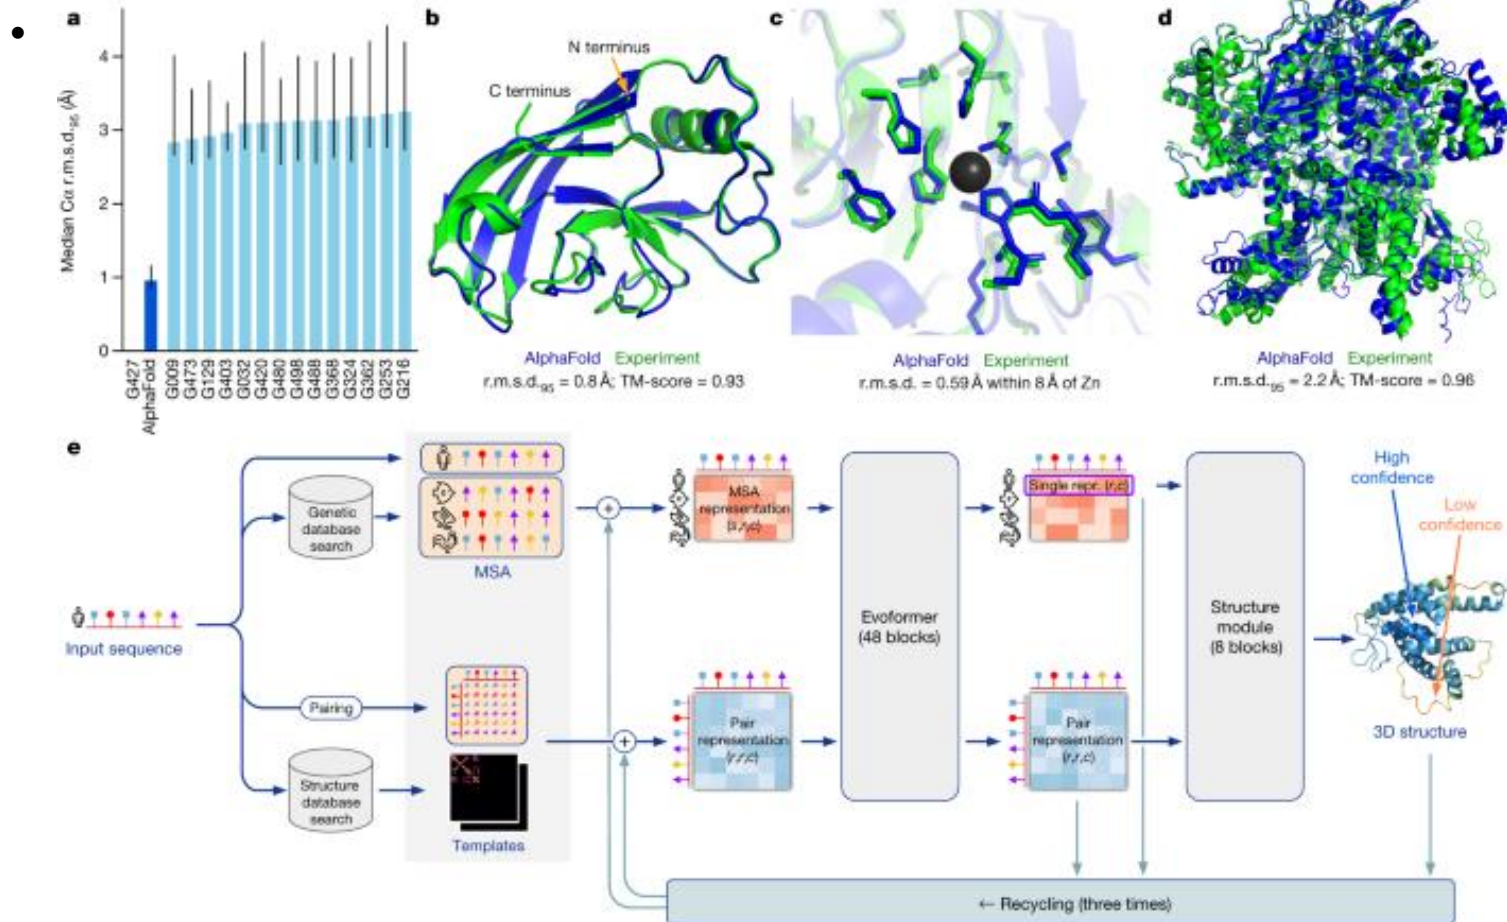 a
Median Cα r.m.s.d.95 (Å)
4
3
2
1
0
G427
AlphaFold
G009
G473
G129
G403
G032
G420
G480
G498
G488
G368
G324
G362
G253
G216
b
N terminus
C terminus
AlphaFold Experiment
r.m.s.d.95 = 0.8 Å; TM-score = 0.93
c
AlphaFold Experiment
r.m.s.d. = 0.59 Å within 8 Å of Zn
d
AlphaFold Experiment
r.m.s.d.95 = 2.2 Å; TM-score = 0.96
e
Input sequence
Genetic
database
search
MSA
Pairing
Structure
database
search
Templates
+
+
MSA
representation
(s,r,c)
Pair
representation
(r,r,c)
Evoformer
(48 blocks)
Single repr. (r,c)
Pair
representation
(r,r,c)
Structure
module
(8 blocks)
High
confidence
Low
confidence
3D structure
← Recycling (three times)